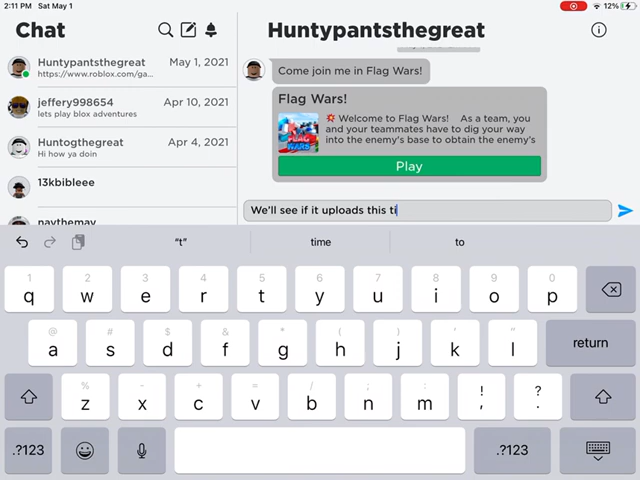 2:11 PM Sat May 1
12%
Chat
Huntypantsthegreat
Huntypantsthegreat May 1, 2021
https://www.roblox.com/ga...
jeffery998654 Apr 10, 2021
lets play blox adventures
Huntogthegreat Apr 4, 2021
Hi how ya doin
13kbibleee
Come join me in Flag Wars!
Flag Wars!
Welcome to Flag Wars! As a team, you
and your teammates have to dig your way
into the enemy's base to obtain the enemy's
FLAG
WARS
Play
We'll see if it uploads this ti
"t" time to
1 2 3 4 5 6 7 8 9 0
q w e r t y u i o p
@ # $ & * ( ) ' "
a s d f g h j k l return
% - + = / ; : ! ?
z x c v b n m , .
.?123 .?123